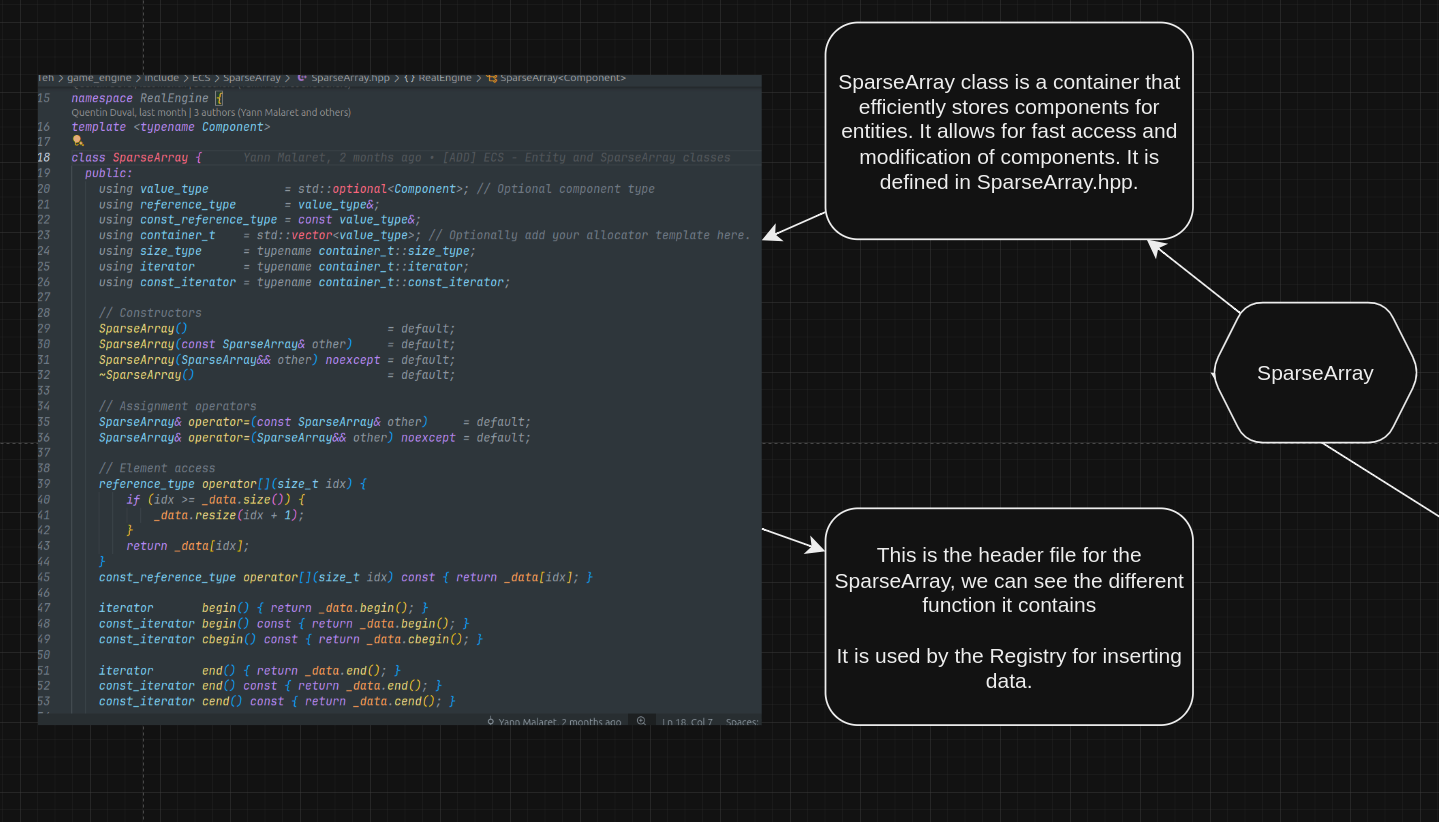 Teh > game_engine > include > ECS > SparseArray > SparseArray.hpp > {} RealEngine > SparseArray<Component>
15 namespace RealEngine {
Quentin Duval, last month | 3 authors (Yann Malaret and others)
16 template <typename Component>
17
18 class SparseArray { Yann Malaret, 2 months ago • [ADD] ECS - Entity and SparseArray classes
19 public:
20 using value_type = std::optional<Component>; // Optional component type
21 using reference_type = value_type&;
22 using const_reference_type = const value_type&;
23 using container_t = std::vector<value_type>; // Optionally add your allocator template here.
24 using size_type = typename container_t::size_type;
25 using iterator = typename container_t::iterator;
26 using const_iterator = typename container_t::const_iterator;
27
28 // Constructors
29 SparseArray() = default;
30 SparseArray(const SparseArray& other) = default;
31 SparseArray(SparseArray&& other) noexcept = default;
32 ~SparseArray() = default;
33
34 // Assignment operators
35 SparseArray& operator=(const SparseArray& other) = default;
36 SparseArray& operator=(SparseArray&& other) noexcept = default;
37
38 // Element access
39 reference_type operator[](size_t idx) {
40 if (idx >= _data.size()) {
41 _data.resize(idx + 1);
42 }
43 return _data[idx];
44 }
45 const_reference_type operator[](size_t idx) const { return _data[idx]; }
46
47 iterator begin() { return _data.begin(); }
48 const_iterator begin() const { return _data.begin(); }
49 const_iterator cbegin() const { return _data.cbegin(); }
50
51 iterator end() { return _data.end(); }
52 const_iterator end() const { return _data.end(); }
53 const_iterator cend() const { return _data.cend(); }
Yann Malaret, 2 months ago Ln 18, Col 7 Spaces:
SparseArray class is a container that
efficiently stores components for
entities. It allows for fast access and
modification of components. It is
defined in SparseArray.hpp.
SparseArray
This is the header file for the
SparseArray, we can see the different
function it contains
It is used by the Registry for inserting
data.